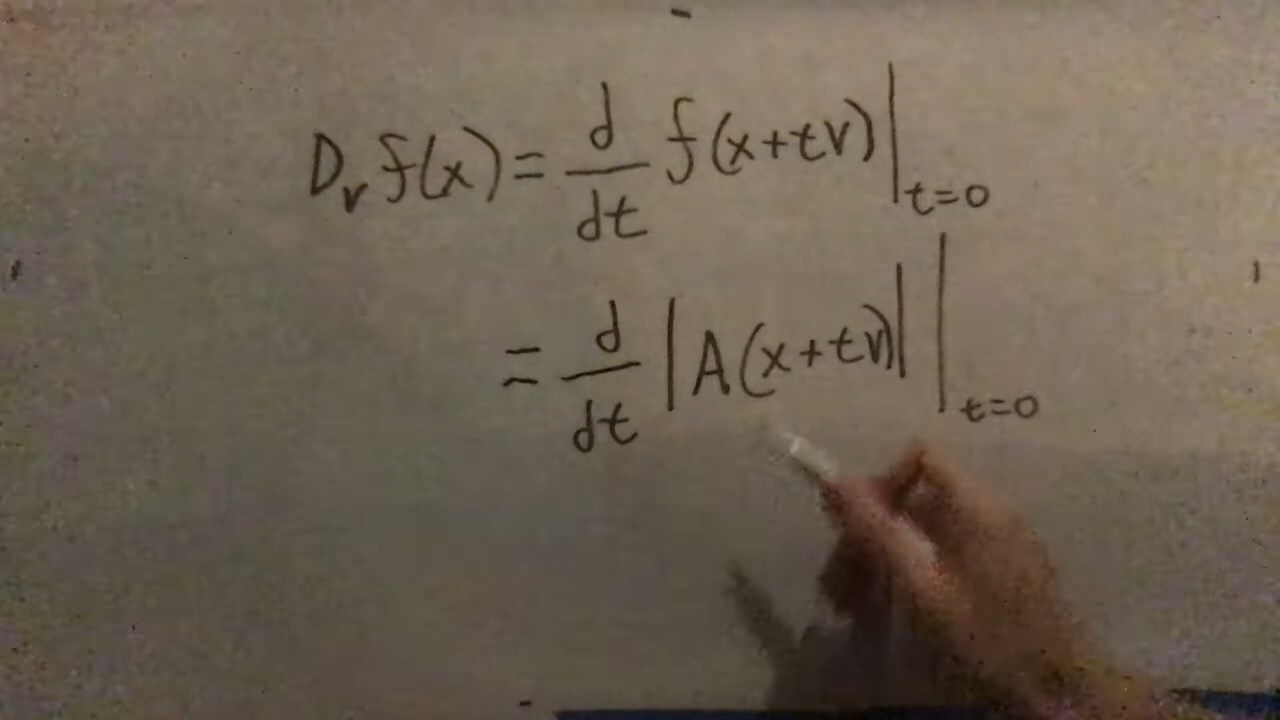 D_v f(x) = d/dt f(x+tv)|_{t=0}
= d/dt |A(x+tv)| |_{t=0}